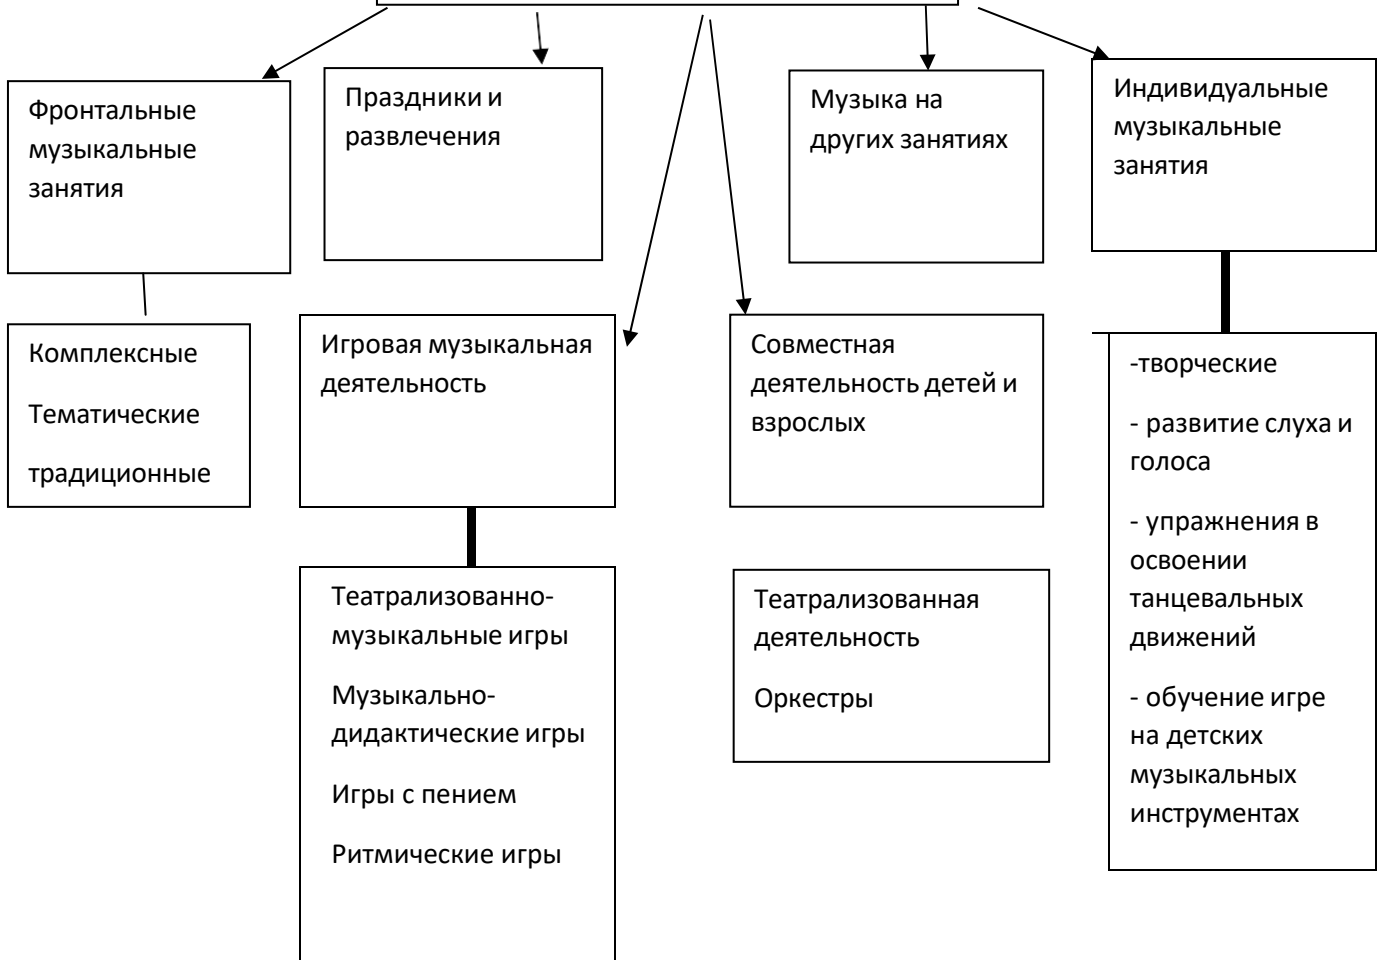 Фронтальные
музыкальные
занятия
Праздники и
развлечения
Музыка на
других занятиях
Индивидуальные
музыкальные
занятия
Комплексные
Тематические
традиционные
Игровая музыкальная
деятельность
Совместная
деятельность детей и
взрослых
-творческие
- развитие слуха и
голоса
- упражнения в
освоении
танцевальных
движений
- обучение игре
на детских
музыкальных
инструментах
Театрализованно-
музыкальные игры
Музыкально-
дидактические игры
Игры с пением
Ритмические игры
Театрализованная
деятельность
Оркестры